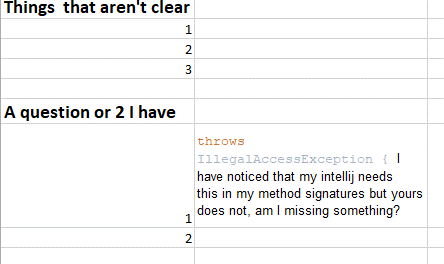 Things  that aren't clear
1
2
3
A question or 2 I have
throws
IllegalAccessException { I
have noticed that my intellij needs
this in my method signatures but yours
does not, am I missing something?
1
2